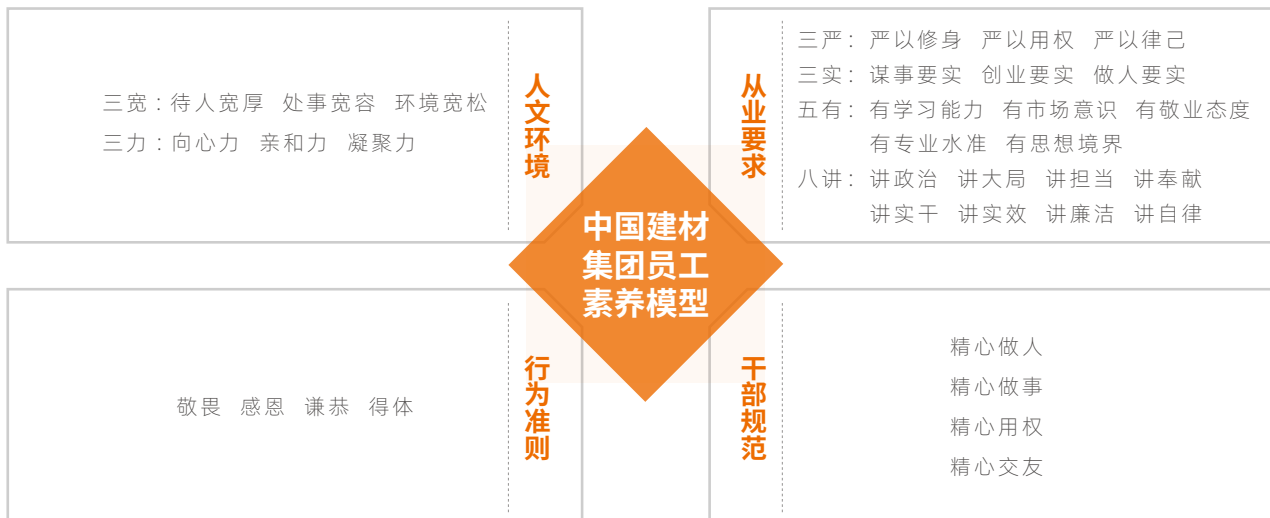 人文环境
三宽：待人宽厚 处事宽容 环境宽松
三力：向心力 亲和力 凝聚力
从业要求
三严：严以修身 严以用权 严以律己
三实：谋事要实 创业要实 做人要实
五有：有学习能力 有市场意识 有敬业态度
有专业水准 有思想境界
八讲：讲政治 讲大局 讲担当 讲奉献
讲实干 讲实效 讲廉洁 讲自律
中国建材
集团员工
素养模型
行为准则
敬畏 感恩 谦恭 得体
干部规范
精心做人
精心做事
精心用权
精心交友